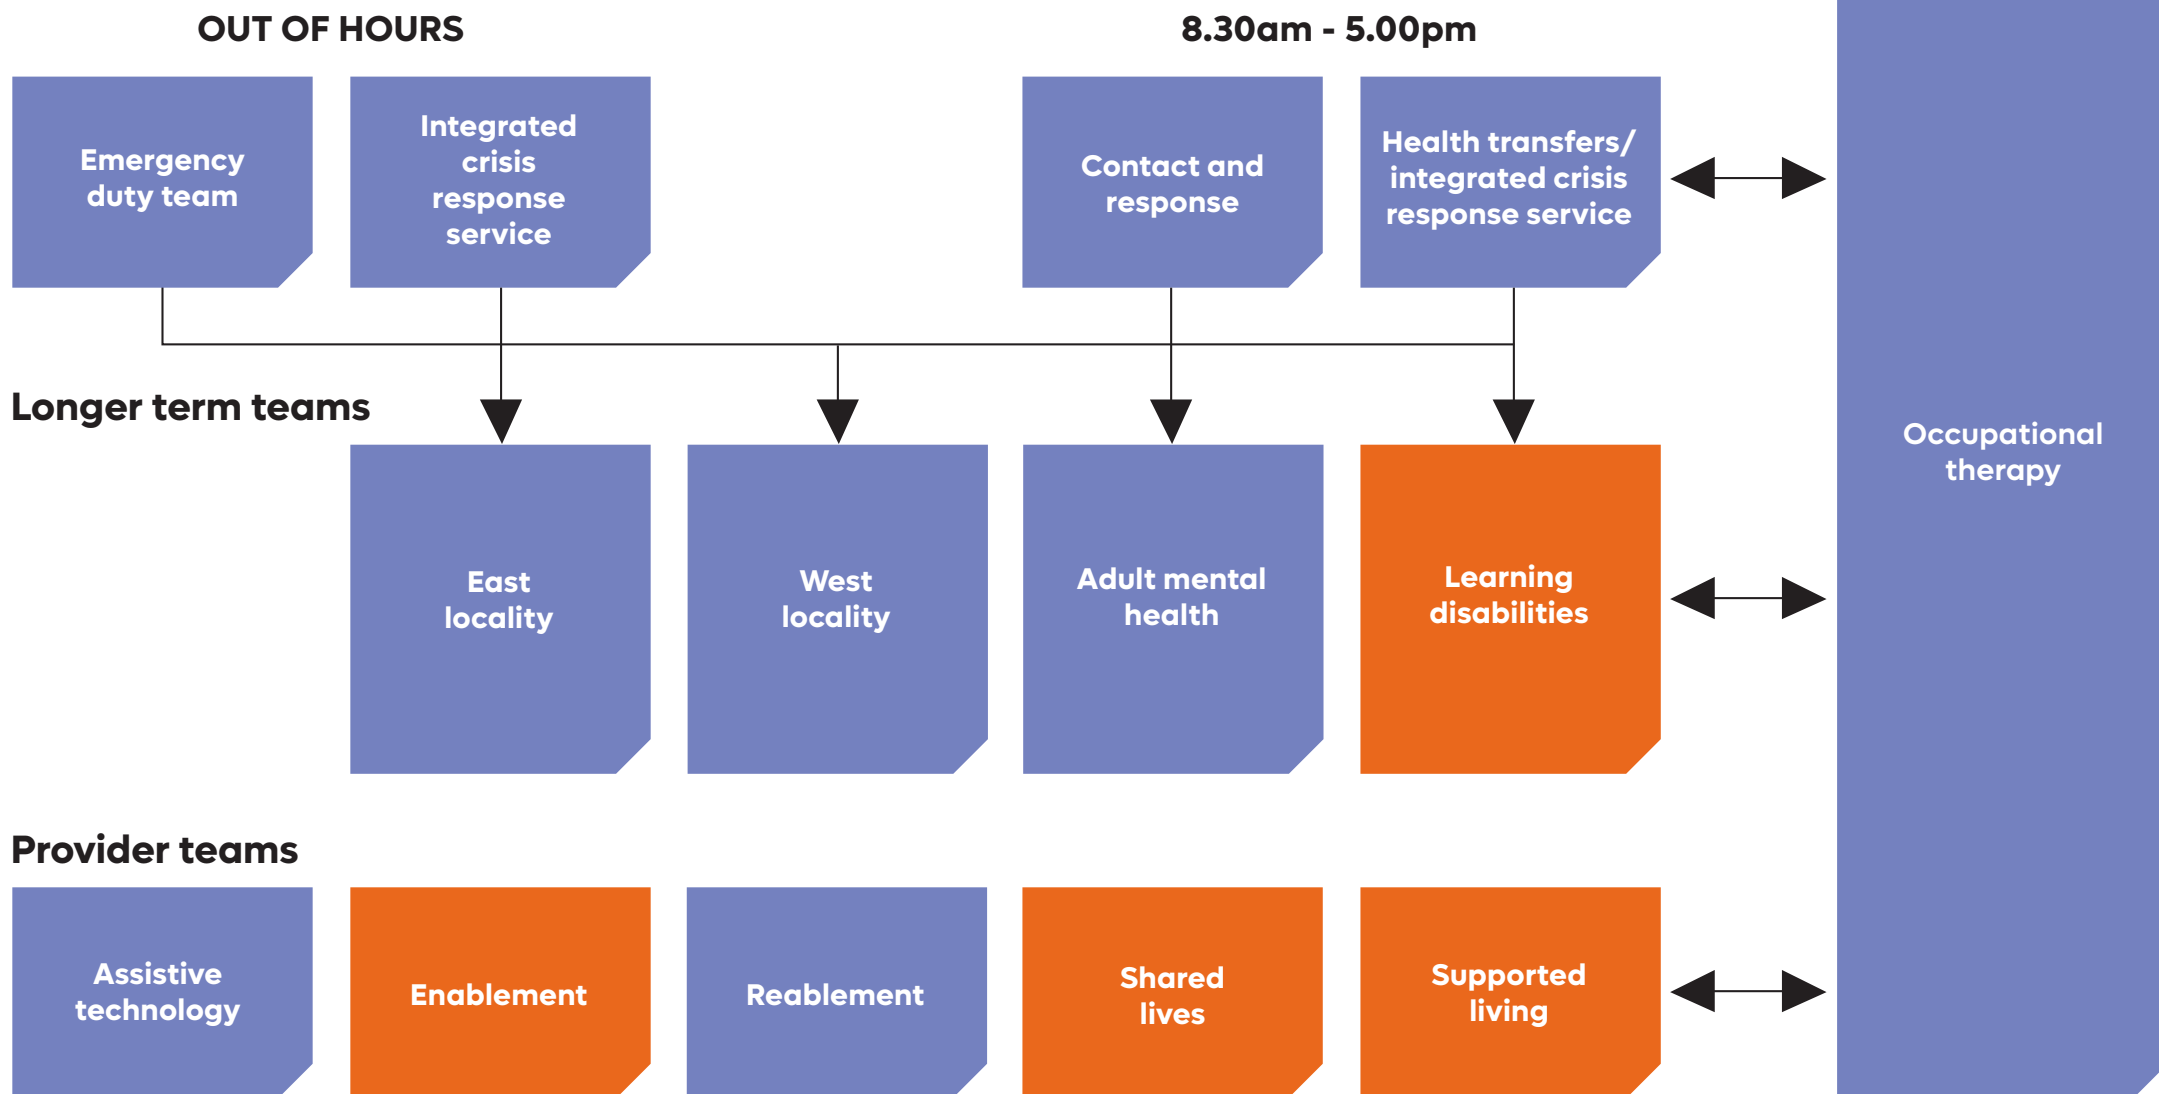 OUT OF HOURS
8.30am - 5.00pm
Emergency
duty team
Integrated
crisis
response
service
Contact and
response
Health transfers/
integrated crisis
response service
Occupational
therapy
Longer term teams
East
locality
West
locality
Adult mental
health
Learning
disabilities
Provider teams
Assistive
technology
Enablement
Reablement
Shared
lives
Supported
living